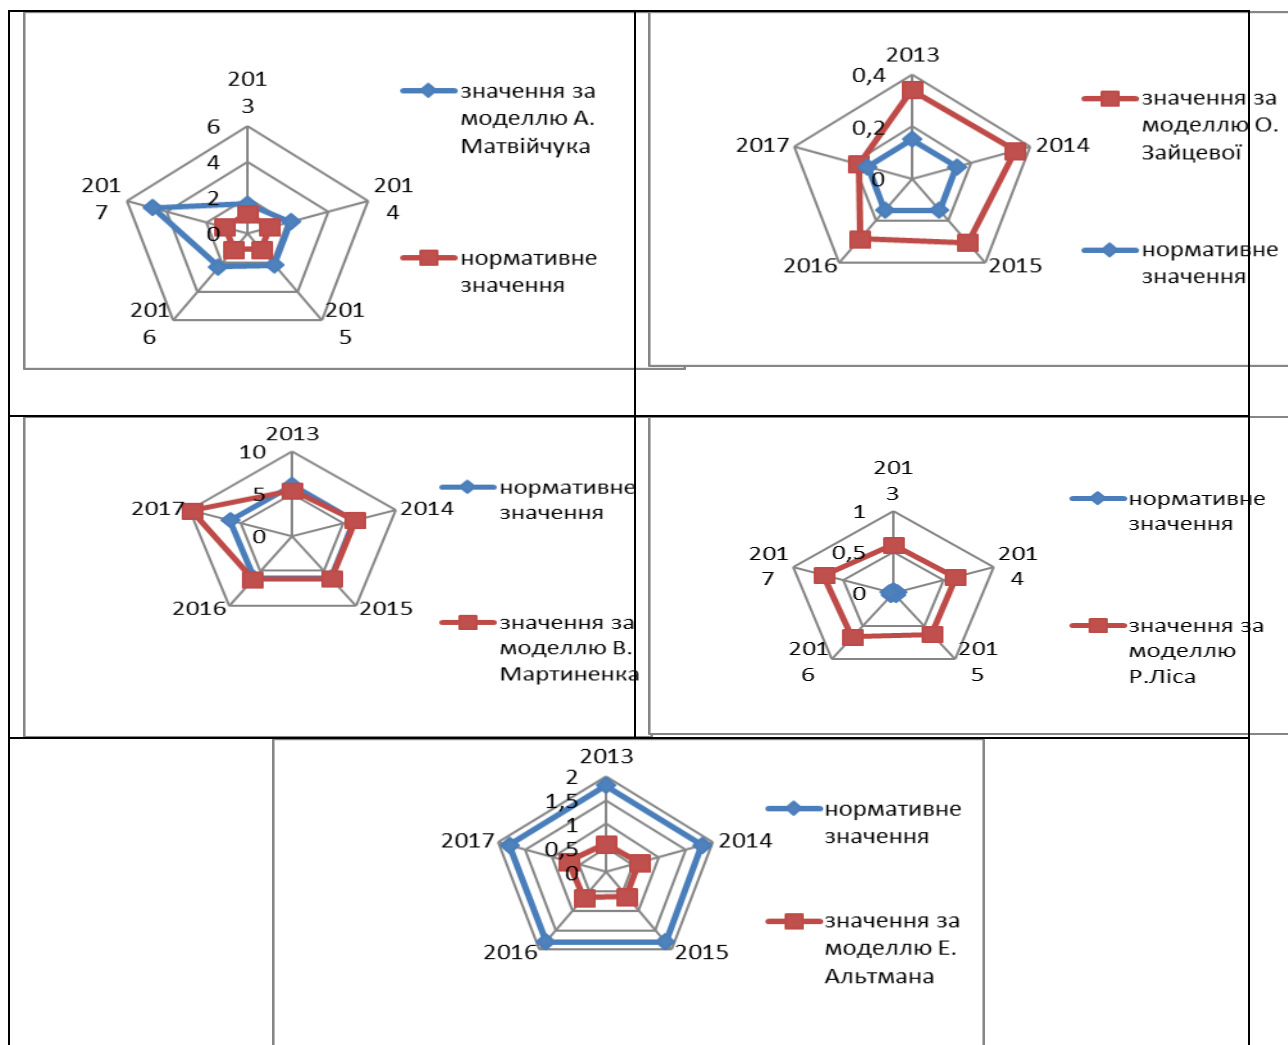 201
3
6
4
2
0
201
4
201
5
201
6
201
7
значення за
моделлю А.
Матвійчука
нормативне
значення
2013
0,4
0,2
0
2014
2015
2016
2017
значення за
моделлю О.
Зайцевої
нормативне
значення
2013
10
5
0
2014
2015
2016
2017
нормативне
значення
значення за
моделлю В.
Мартиненка
201
3
1
0,5
0
201
4
201
5
201
6
201
7
нормативне
значення
значення за
моделлю
Р.Ліса
2013
2
1,5
1
0,5
0
2014
2015
2016
2017
нормативне
значення
значення за
моделлю Е.
Альтмана